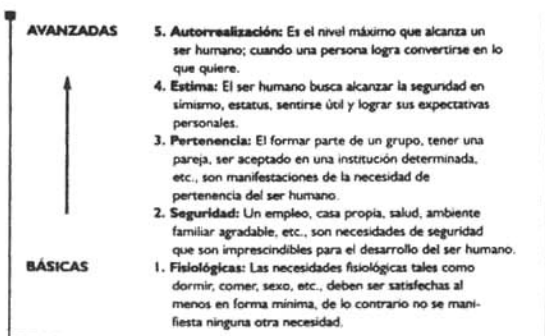 AVANZADAS 5. Autorrealización: Es el nivel máximo que alcanza un
ser humano; cuando una persona logra convertirse en lo
que quiere.
4. Estima: El ser humano busca alcanzar la seguridad en
simismo, estatus, sentirse útil y lograr sus expectativas
personales.
3. Pertenencia: El formar parte de un grupo, tener una
pareja, ser aceptado en una institución determinada,
etc., son manifestaciones de la necesidad de
pertenencia del ser humano.
2. Seguridad: Un empleo, casa propia, salud, ambiente
familiar agradable, etc., son necesidades de seguridad
que son imprescindibles para el desarrollo del ser humano.
BÁSICAS 1. Fisiológicas: Las necesidades fisiológicas tales como
dormir, comer, sexo, etc., deben ser satisfechas al
menos en forma mínima, de lo contrario no se mani-
fiesta ninguna otra necesidad.